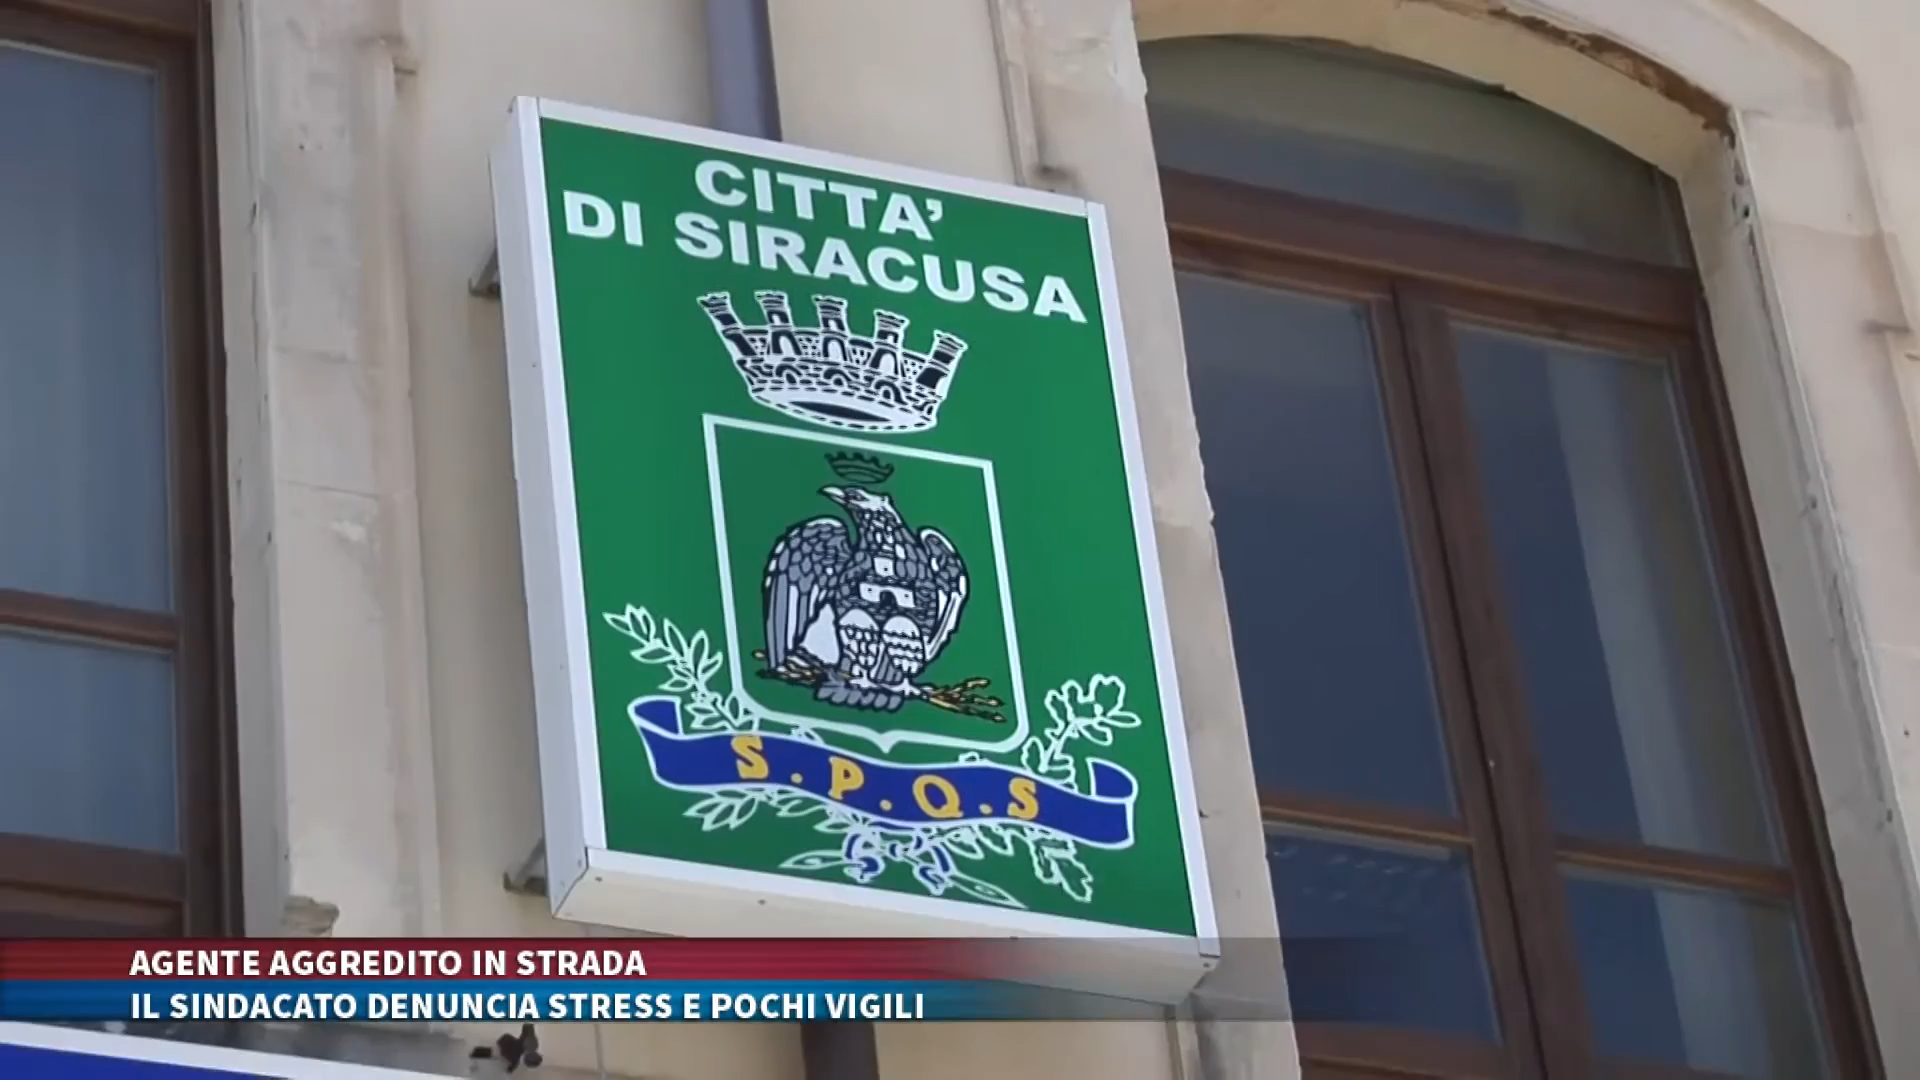 CITTA'
DI SIRACUSA
S.P.Q.S
AGENTE AGGREDITO IN STRADA
IL SINDACATO DENUNCIA STRESS E POCHI VIGILI